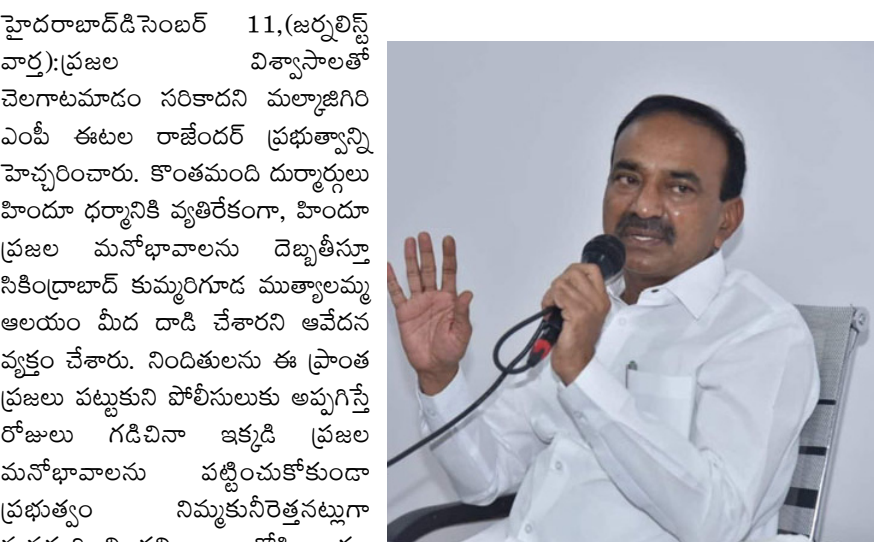 హైదరాబాద్‌డిసెంబర్ 11,(జర్నలిస్ట్
వార్త):ప్రజల విశ్వాసాలతో
చెలగాటమాడం సరికాదని మల్కాజిగిరి
ఎంపీ ఈటల రాజేందర్ ప్రభుత్వాన్ని
హెచ్చరించారు. కొంతమంది దుర్మార్గులు
హిందూ ధర్మానికి వ్యతిరేకంగా, హిందూ
ప్రజల మనోభావాలను దెబ్బతీస్తూ
సికింద్రాబాద్ కుమ్మరిగూడ ముత్యాలమ్మ
ఆలయం మీద దాడి చేశారని ఆవేదన
వ్యక్తం చేశారు. నిందితులను ఈ ప్రాంత
ప్రజలు పట్టుకుని పోలీసులుకు అప్పగిస్తే
రోజులు గడిచినా ఇక్కడి ప్రజల
మనోభావాలను పట్టించుకోకుండా
ప్రభుత్వం నిమ్మకునీరెత్తనట్లుగా